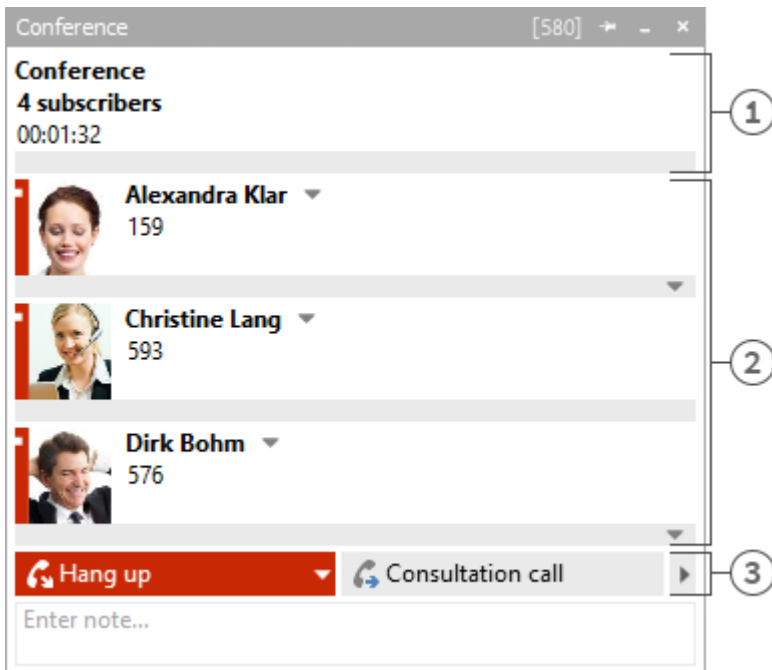 Conference [580]
Conference
4 subscribers
00:01:32
1
Alexandra Klar
159
Christine Lang
593
2
Dirk Bohm
576
Hang up Consultation call
3
Enter note...